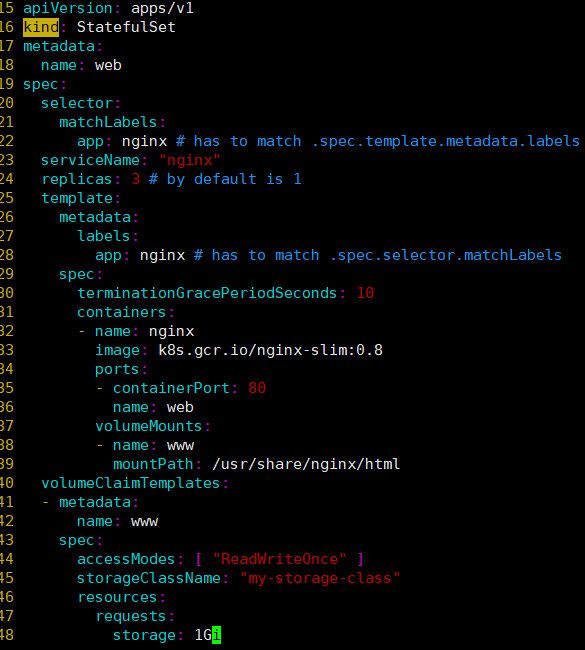 15 apiVersion: apps/v1
16 kind: StatefulSet
17 metadata:
18   name: web
19 spec:
20   selector:
21     matchLabels:
22       app: nginx # has to match .spec.template.metadata.labels
23   serviceName: "nginx"
24   replicas: 3 # by default is 1
25   template:
26     metadata:
27       labels:
28         app: nginx # has to match .spec.selector.matchLabels
29     spec:
30       terminationGracePeriodSeconds: 10
31       containers:
32       - name: nginx
33         image: k8s.gcr.io/nginx-slim:0.8
34         ports:
35         - containerPort: 80
36           name: web
37         volumeMounts:
38         - name: www
39           mountPath: /usr/share/nginx/html
40   volumeClaimTemplates:
41   - metadata:
42       name: www
43     spec:
44       accessModes: [ "ReadWriteOnce" ]
45       storageClassName: "my-storage-class"
46       resources:
47         requests:
48           storage: 1Gi